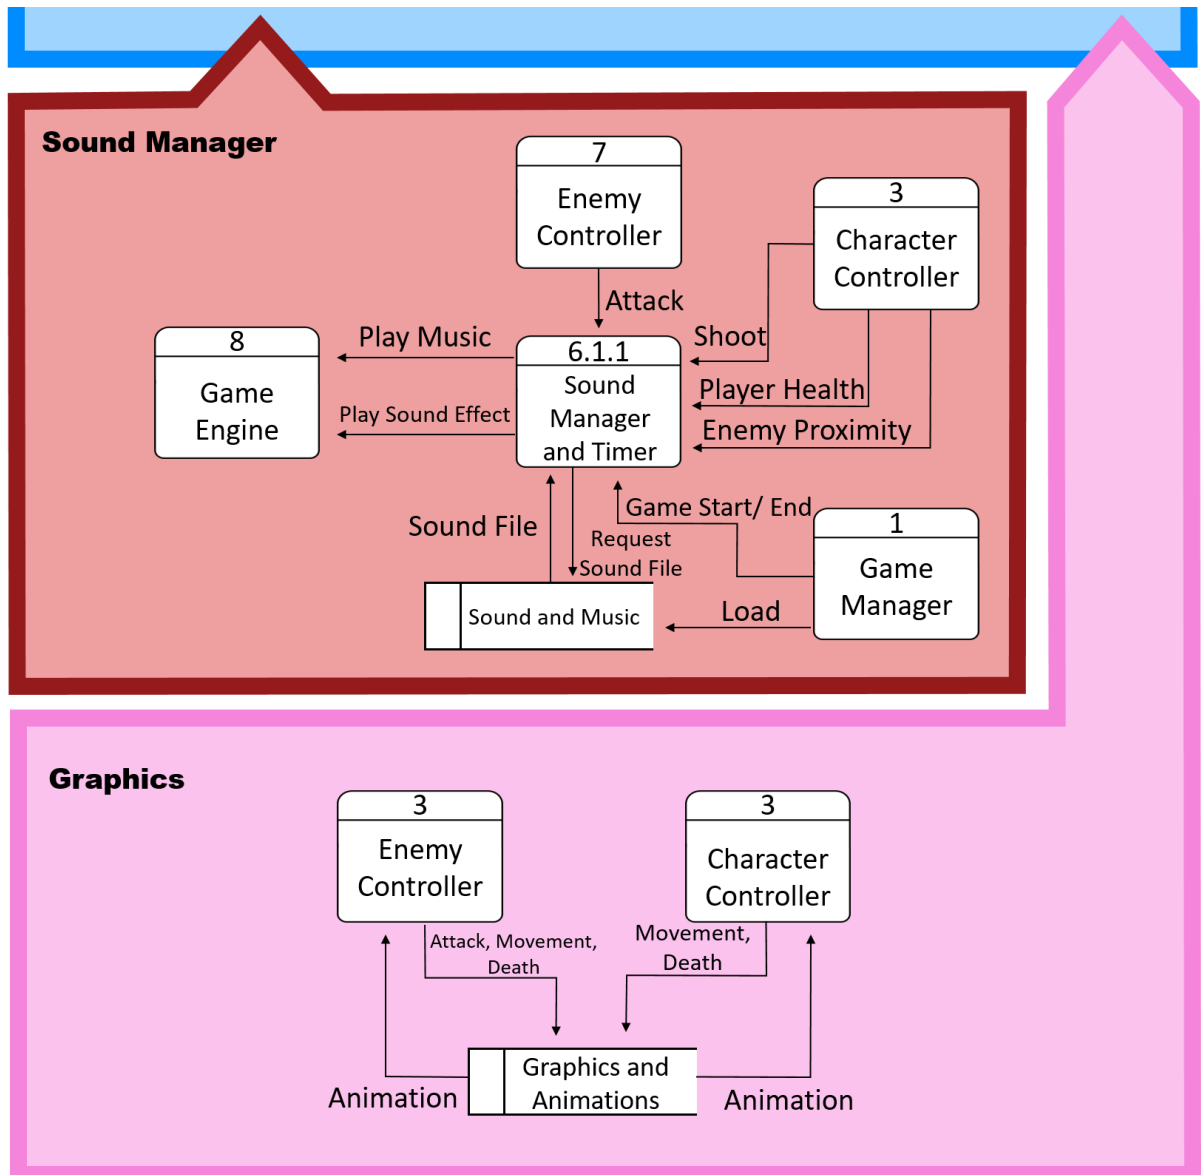 Sound Manager
7
Enemy
Controller
3
Character
Controller
Attack
Shoot
8
Game
Engine
Play Music
Play Sound Effect
6.1.1
Sound
Manager
and Timer
Player Health
Enemy Proximity
Sound File
Game Start/ End
Request
Sound File
1
Game
Manager
Sound and Music
Load
Graphics
3
Enemy
Controller
3
Character
Controller
Attack, Movement,
Death
Movement,
Death
Graphics and
Animations
Animation
Animation